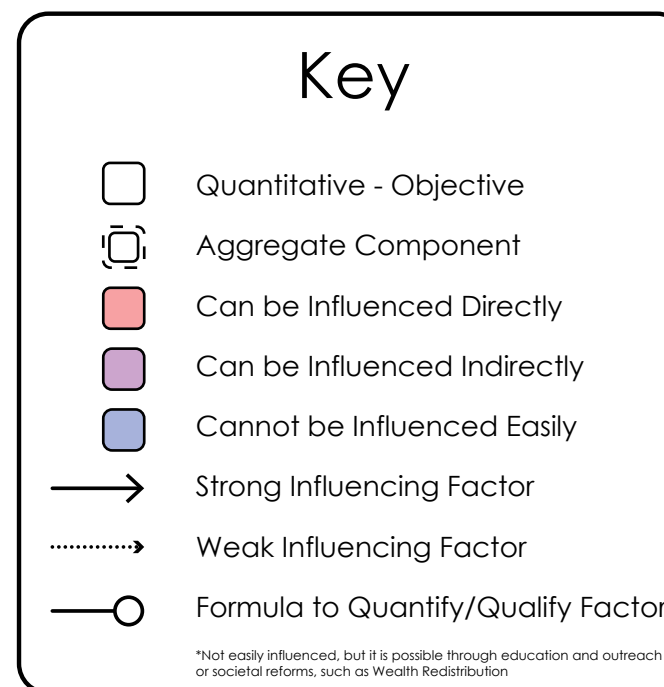 Key
Quantitative - Objective
Aggregate Component
Can be Influenced Directly
Can be Influenced Indirectly
Cannot be Influenced Easily
Strong Influencing Factor
Weak Influencing Factor
Formula to Quantify/Qualify Factor
*Not easily influenced, but it is possible through education and outreach
or societal reforms, such as Wealth Redistribution